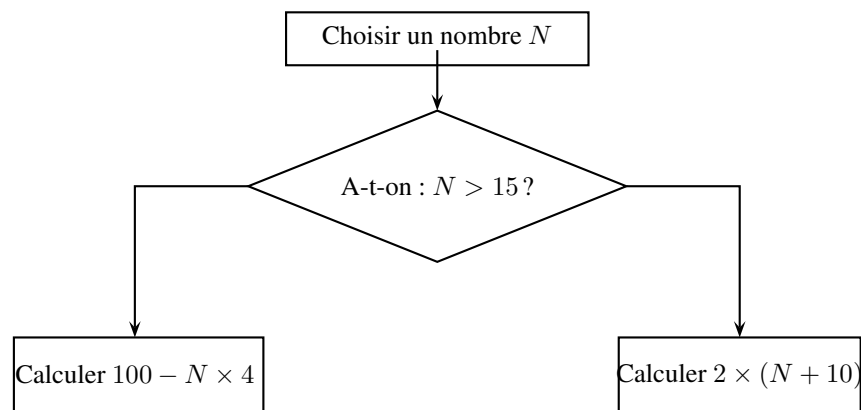 Choisir un nombre N
A-t-on : N > 15 ?
Calculer 100 − N × 4
Calculer 2 × (N + 10)